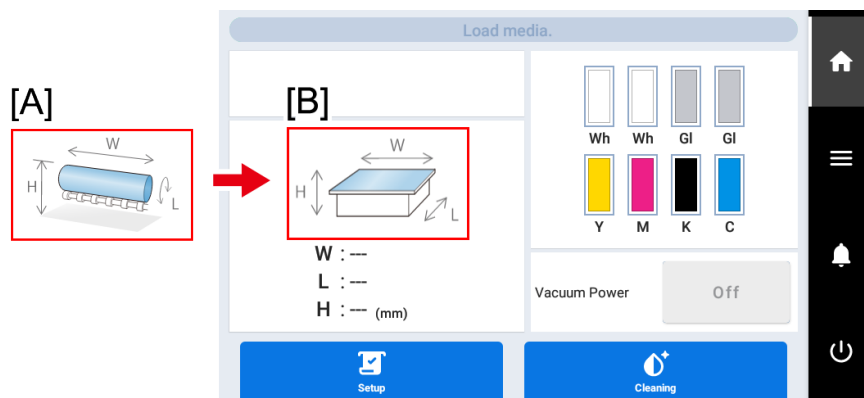 Load media.
[A]
[B]
W
H
L
W
H
L
W : ---
L : ---
H : --- (mm)
Wh Wh Gl Gl
Y M K C
Vacuum Power
Off
Setup
Cleaning